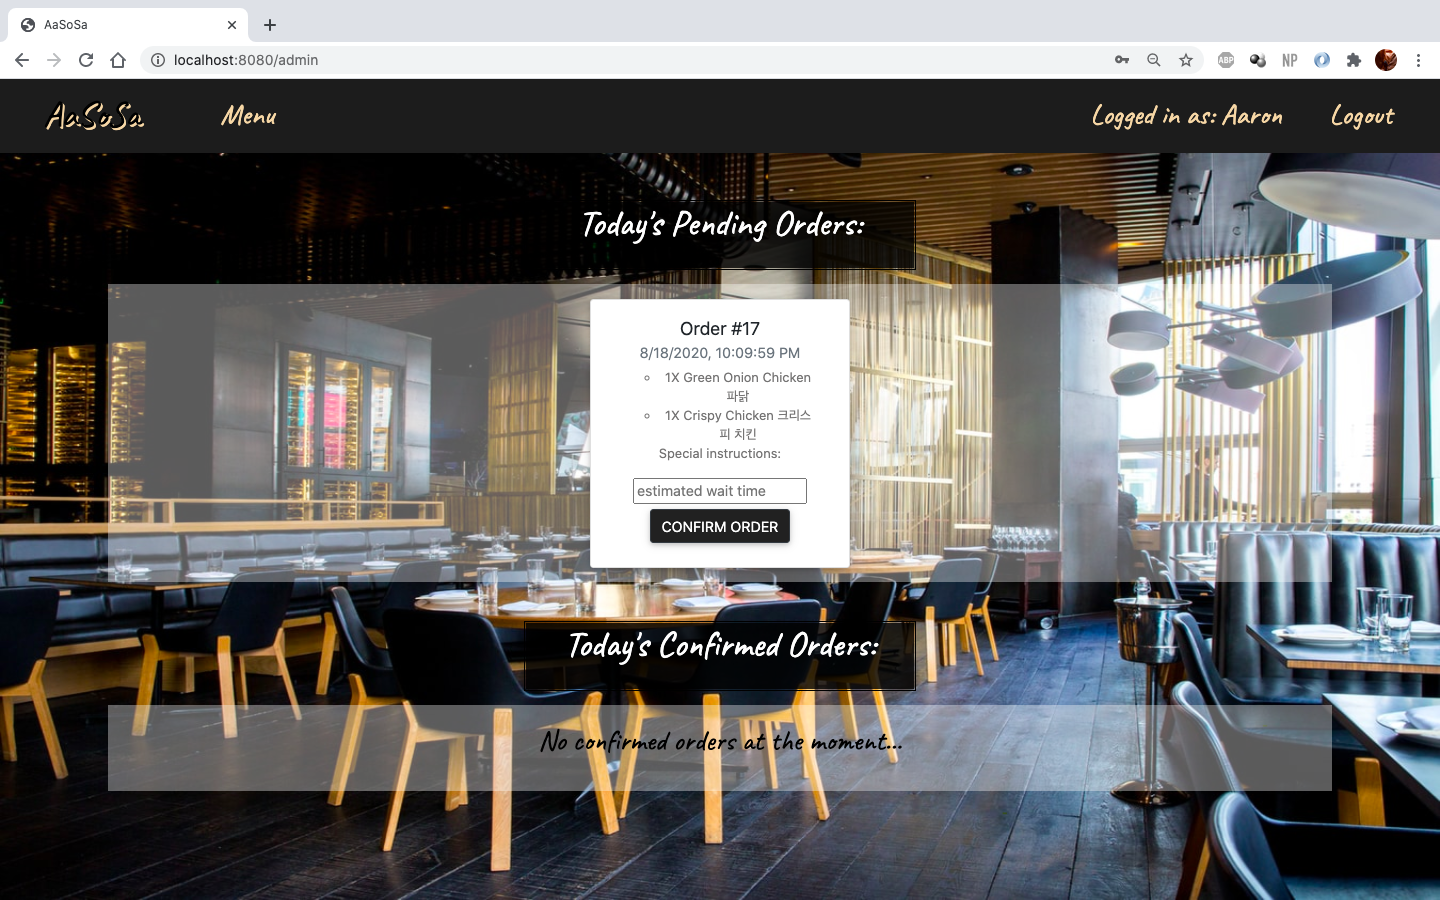 AaSoSa
localhost:8080/admin
ABP
NP
AaSoSa
Menu
Logged in as: Aaron
Logout
Today's Pending Orders:
Order #17
8/18/2020, 10:09:59 PM
1X Green Onion Chicken
파닭
1X Crispy Chicken 크리스
피 치킨
Special instructions:
estimated wait time
CONFIRM ORDER
Today's Confirmed Orders:
No confirmed orders at the moment...